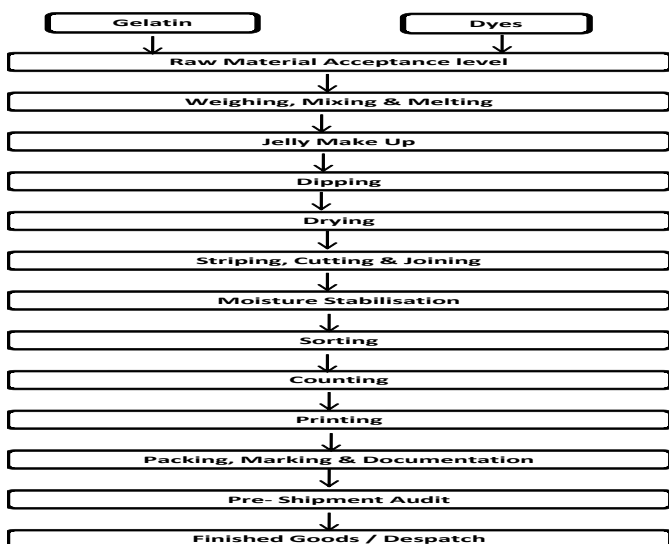 Gelatin
Dyes
Raw Material Acceptance level
Weighing, Mixing & Melting
Jelly Make Up
Dipping
Drying
Striping, Cutting & Joining
Moisture Stabilisation
Sorting
Counting
Printing
Packing, Marking & Documentation
Pre- Shipment Audit
Finished Goods / Despatch